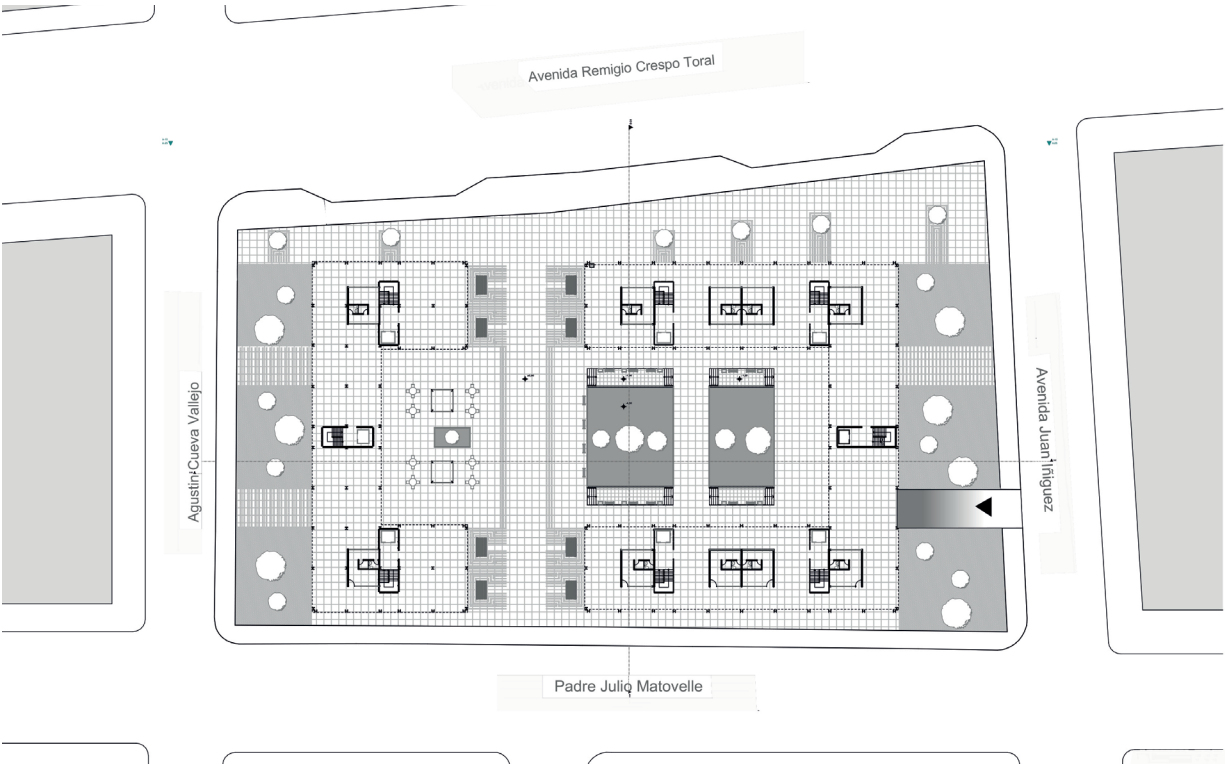 Avenida Remigio Crespo Toral
Agustin Cueva Vallejo
Avenida Juan Iñiguez
Padre Julio Matovelle